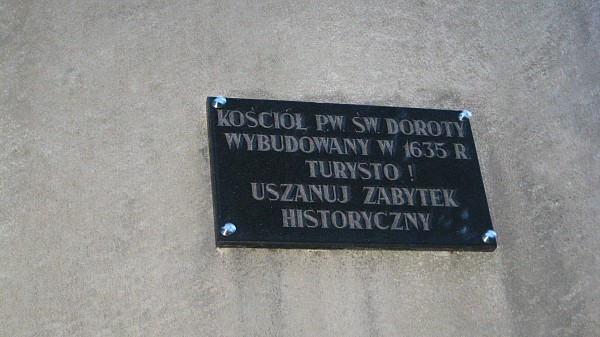 KOŚCIÓŁ P.W. ŚW. DOROTY
WYBUDOWANY W 1635 R.
TURYSTO !
USZANUJ ZABYTEK
HISTORYCZNY